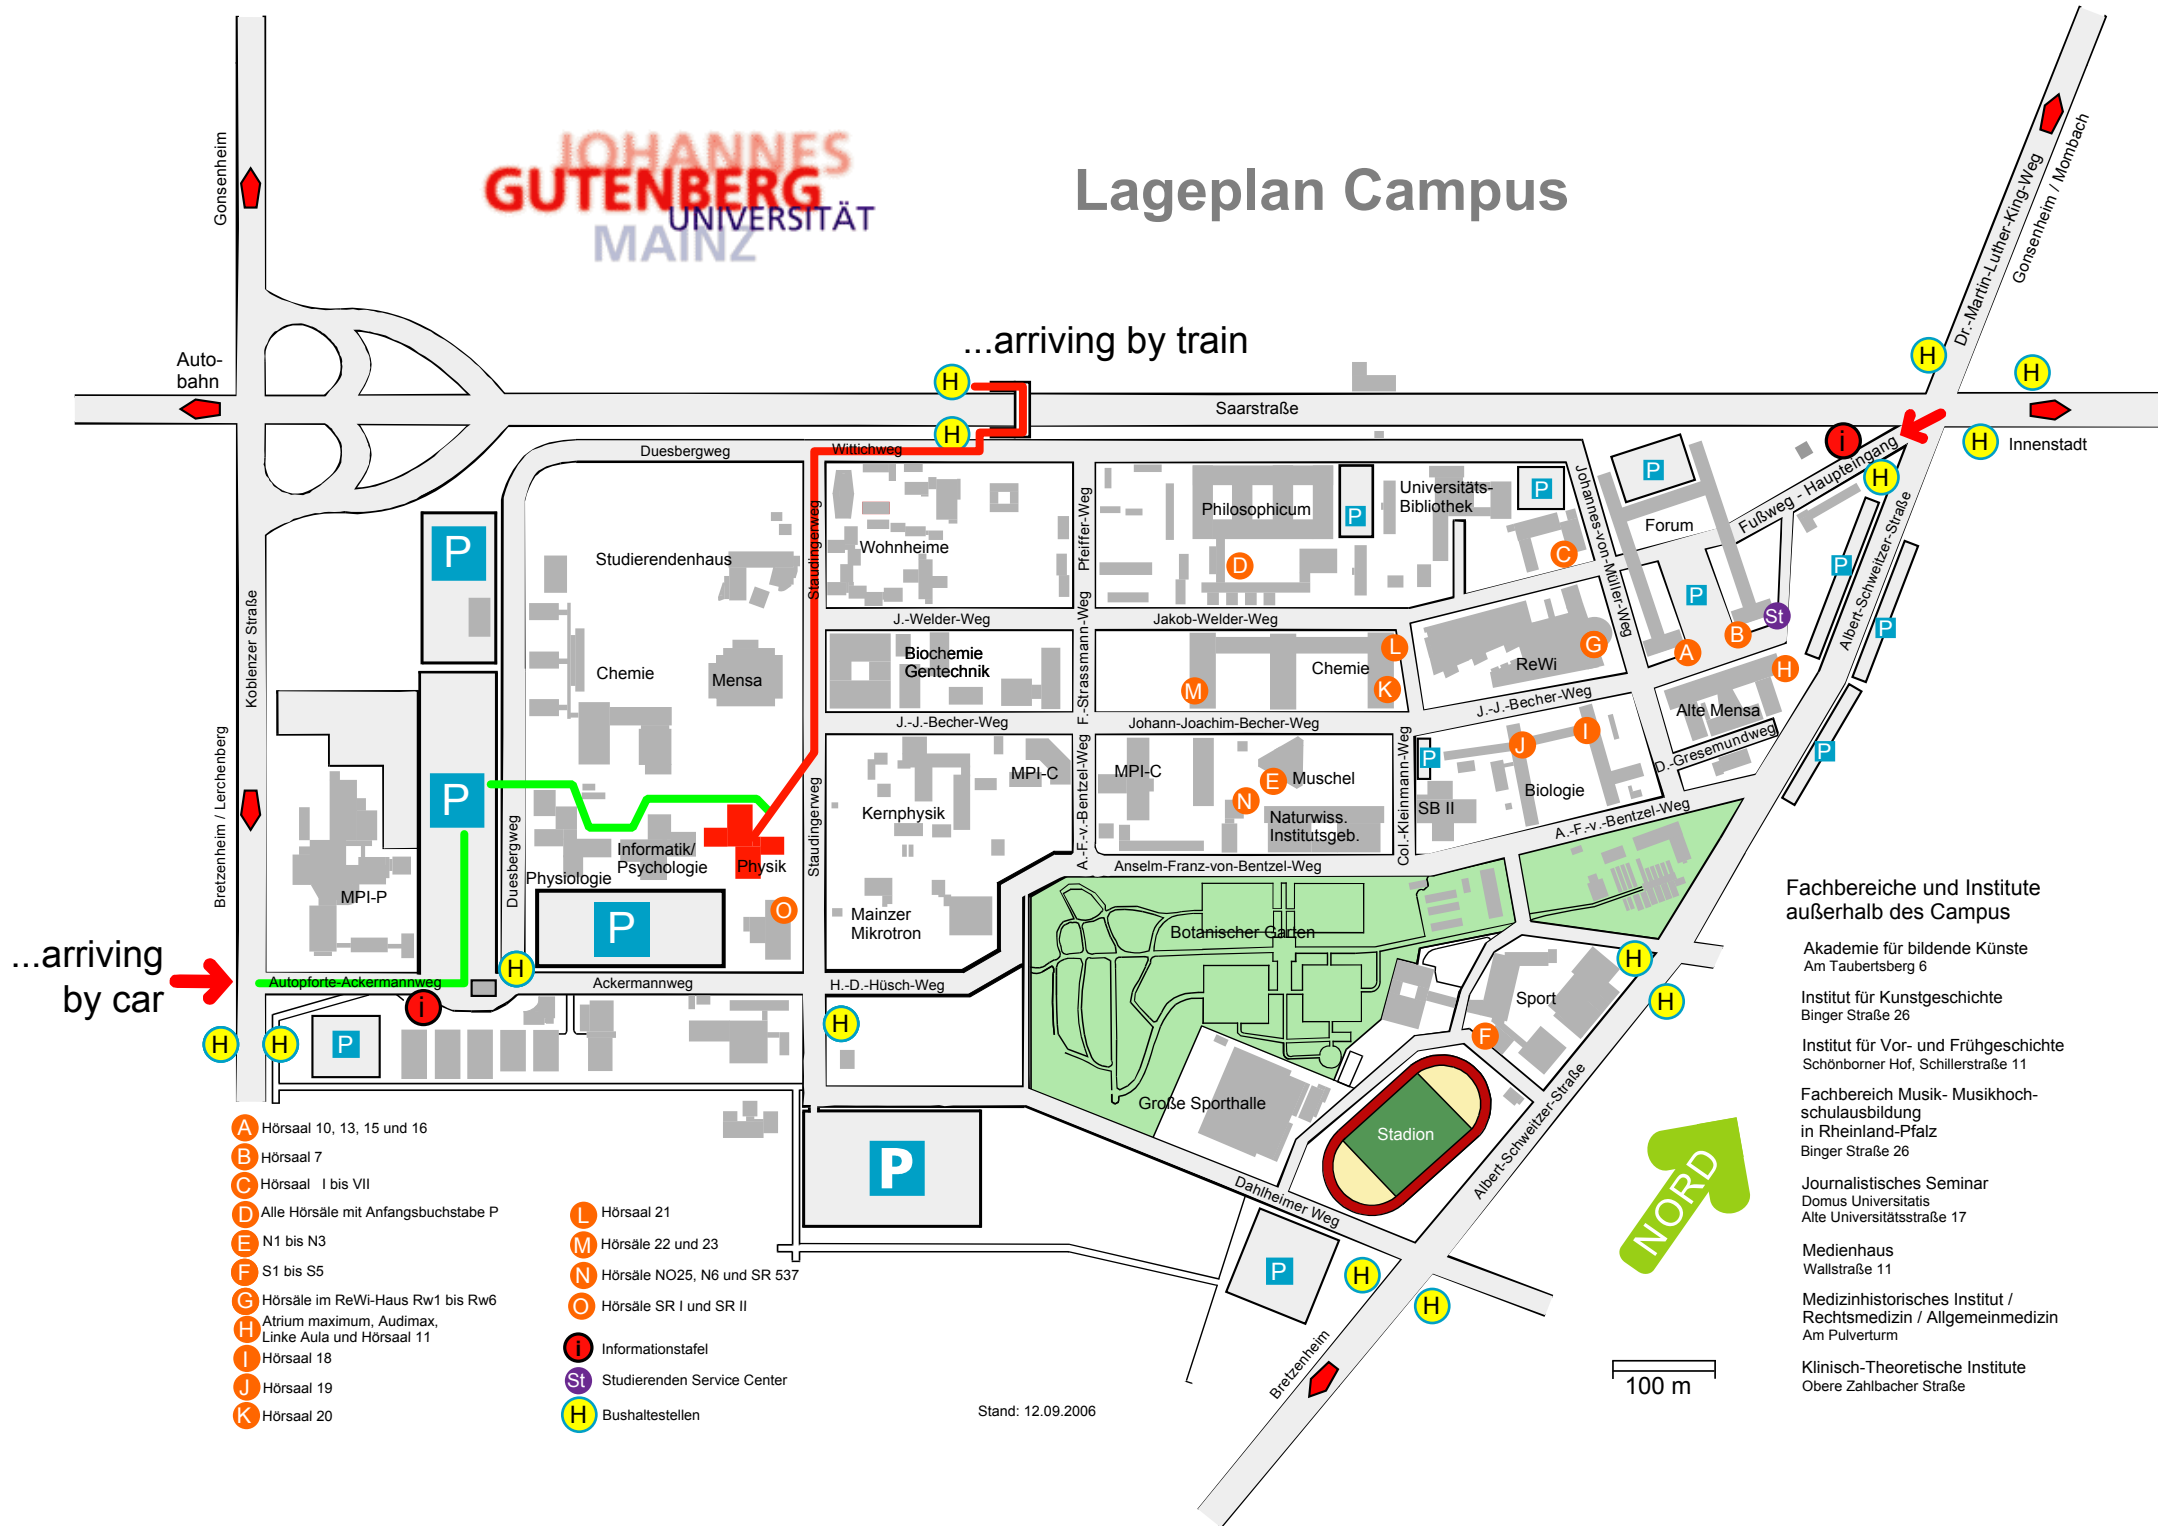 JOHANNES
GUTENBERG
UNIVERSITÄT
MAINZ
Lageplan Campus
Gonsenheim
Dr.-Martin-Luther-King-Weg
Gonsenheim / Mombach
...arriving by train
Auto-
bahn
H
H
H
H
Saarstraße
H
i
H
Innenstadt
Fußweg - Haupteingang
H
Duesbergweg
Wittichweg
Staudingerweg
Pfeiffer-Weg
Johannes-von-Müller-Weg
Albert-Schweitzer-Straße
P
Studierendenhaus
Wohnheime
Philosophicum
D
P
Universitäts-
Bibliothek
P
C
P
Forum
P
P
P
P
St
B
A
H
Koblenzer Straße
Bretzenheim / Lerchenberg
J.-Welder-Weg
Jakob-Welder-Weg
F.-Strassmann-Weg
Chemie
Mensa
Biochemie
Gentechnik
M
Chemie
L
K
G
ReWi
Alte Mensa
J.-J.-Becher-Weg
Johann-Joachim-Becher-Weg
J.-J.-Becher-Weg
D.-Gresemundweg
P
Duesbergweg
Informatik/
Psychologie
Physiologie
Physik
Staudingerweg
Kernphysik
MPI-C
A.-F.-v.-Bentzel-Weg
MPI-C
E
Muschel
N
Naturwiss.
Institutsgeb.
Col.-Kleinmann-Weg
P
SB II
J
I
Biologie
A.-F.-v.-Bentzel-Weg
Anselm-Franz-von-Bentzel-Weg
MPI-P
P
O
Mainzer
Mikrotron
Botanischer Garten
...arriving
by car
Autopforte-Ackermannweg
i
H
Ackermannweg
H.-D.-Hüsch-Weg
H
H
H
P
Sport
F
H
H
Große Sporthalle
Stadion
Albert-Schweitzer-Straße
P
Dahlheimer Weg
P
H
H
Bretzenheim
NORD
100 m
A Hörsaal 10, 13, 15 und 16
B Hörsaal 7
C Hörsaal I bis VII
D Alle Hörsäle mit Anfangsbuchstabe P
E N1 bis N3
F S1 bis S5
G Hörsäle im ReWi-Haus Rw1 bis Rw6
H Atrium maximum, Audimax,
Linke Aula und Hörsaal 11
I Hörsaal 18
J Hörsaal 19
K Hörsaal 20
L Hörsaal 21
M Hörsäle 22 und 23
N Hörsäle NO25, N6 und SR 537
O Hörsäle SR I und SR II
i Informationstafel
St Studierenden Service Center
H Bushaltestellen
Stand: 12.09.2006
Fachbereiche und Institute
außerhalb des Campus
Akademie für bildende Künste
Am Taubertsberg 6
Institut für Kunstgeschichte
Binger Straße 26
Institut für Vor- und Frühgeschichte
Schönborner Hof, Schillerstraße 11
Fachbereich Musik- Musikhoch-
schulausbildung
in Rheinland-Pfalz
Binger Straße 26
Journalistisches Seminar
Domus Universitatis
Alte Universitätsstraße 17
Medienhaus
Wallstraße 11
Medizinhistorisches Institut /
Rechtsmedizin / Allgemeinmedizin
Am Pulverturm
Klinisch-Theoretische Institute
Obere Zahlbacher Straße